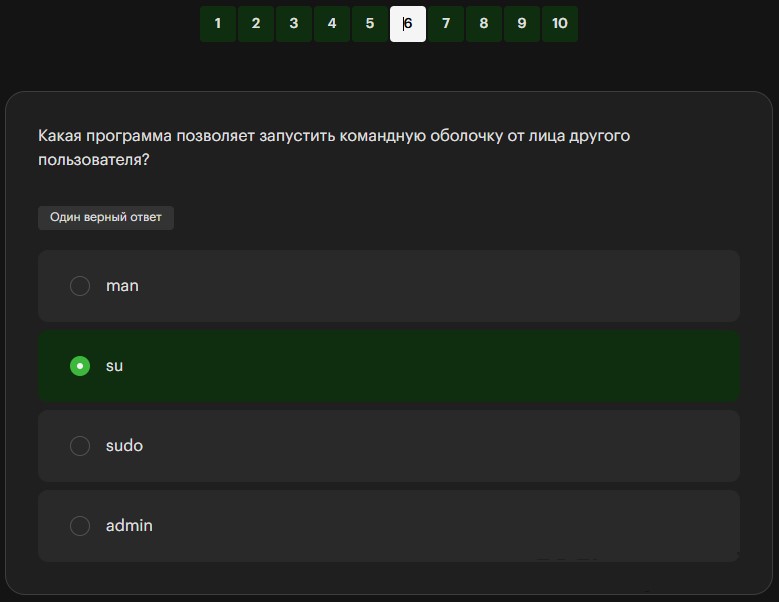 1 2 3 4 5 6 7 8 9 10
Какая программа позволяет запустить командную оболочку от лица другого
пользователя?
Один верный ответ
man
su
sudo
admin